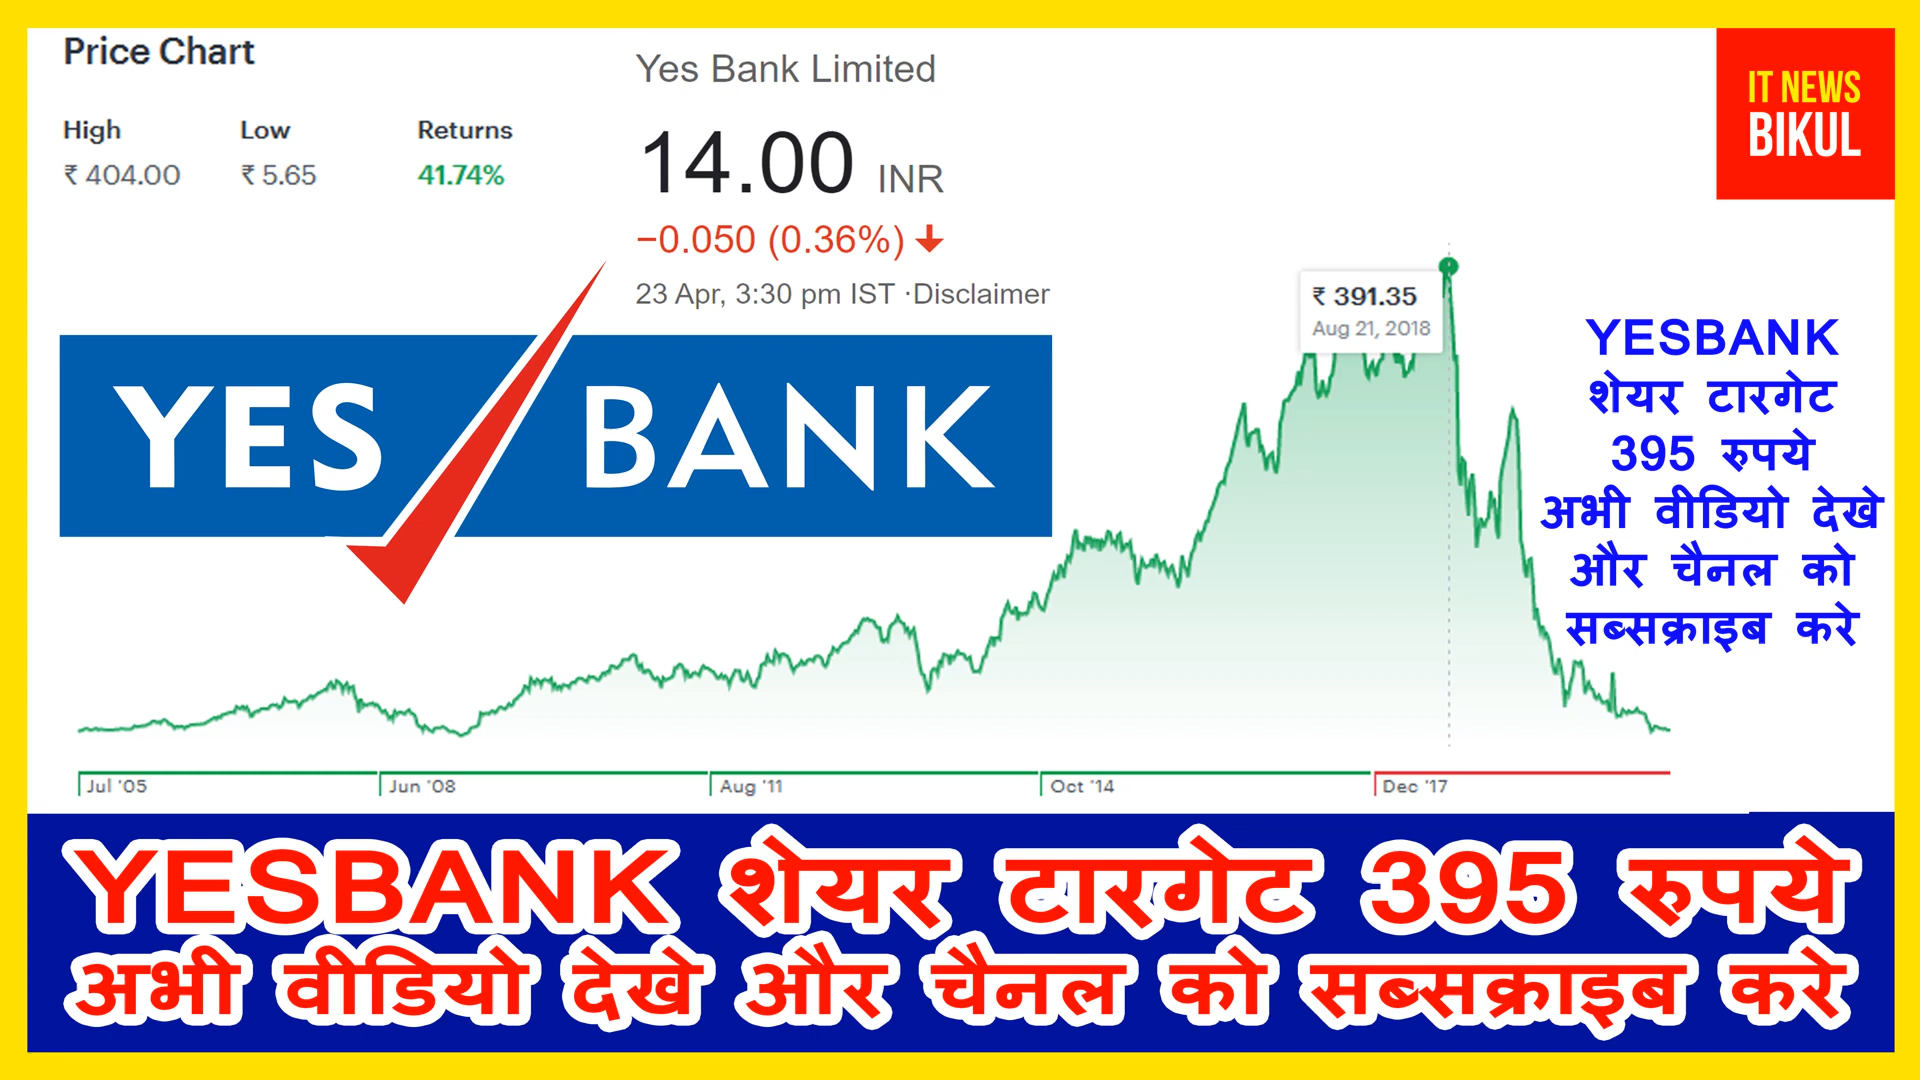 Price Chart
High Low Returns
₹ 404.00 ₹ 5.65 41.74%
Yes Bank Limited
14.00 INR
−0.050 (0.36%) ↓
23 Apr, 3:30 pm IST ·Disclaimer
IT NEWS
BIKUL
YES BANK
₹ 391.35
Aug 21, 2018
YESBANK
शेयर टारगेट
395 रुपये
अभी वीडियो देखे
और चैनल को
सब्सक्राइब करे
Jul '05 Jun '08 Aug '11 Oct '14 Dec '17
YESBANK शेयर टारगेट 395 रुपये
अभी वीडियो देखे और चैनल को सब्सक्राइब करे